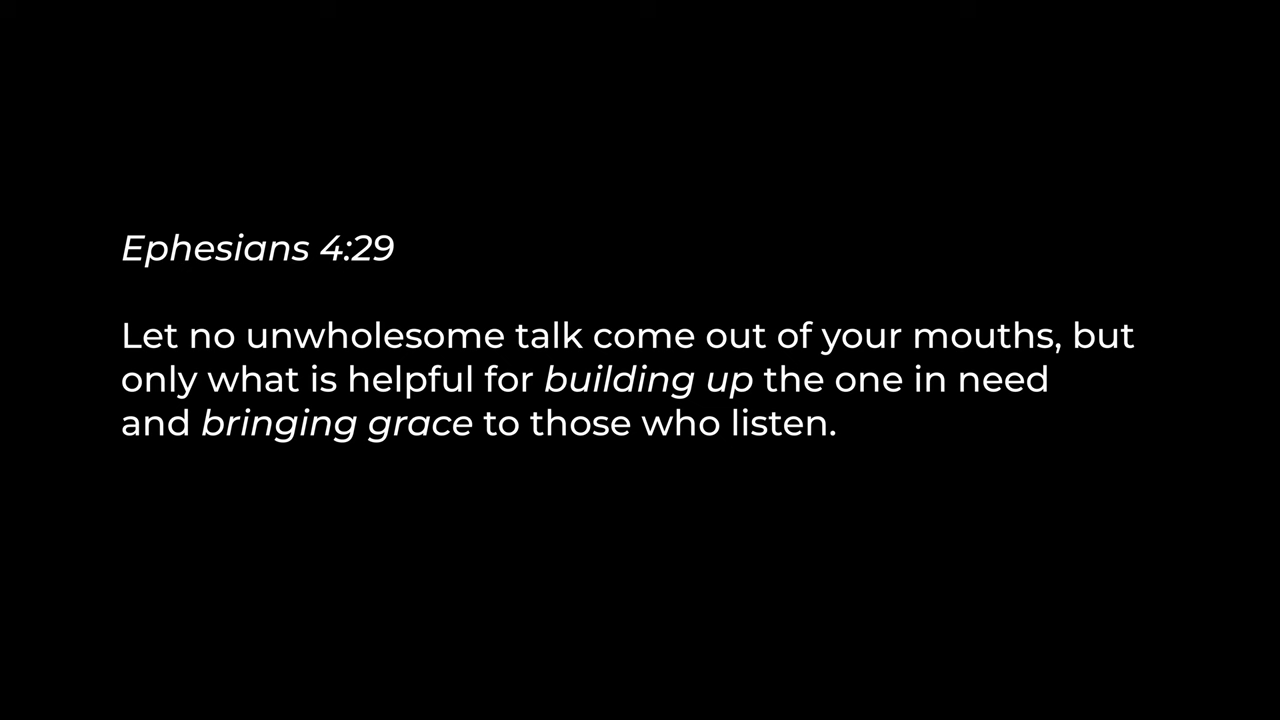 Ephesians 4:29
Let no unwholesome talk come out of your mouths, but
only what is helpful for building up the one in need
and bringing grace to those who listen.